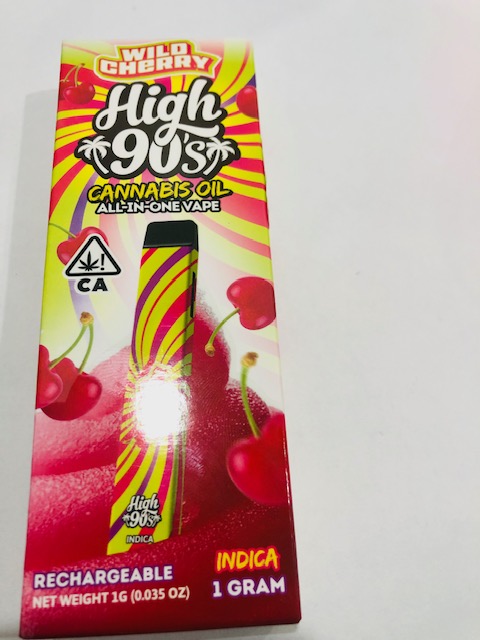 WILD
CHERRY
High
90'S
CANNABIS OIL
ALL-IN-ONE VAPE
!
CA
High
90's
INDICA
INDICA
RECHARGEABLE
1 GRAM
NET WEIGHT 1G (0.035 OZ)